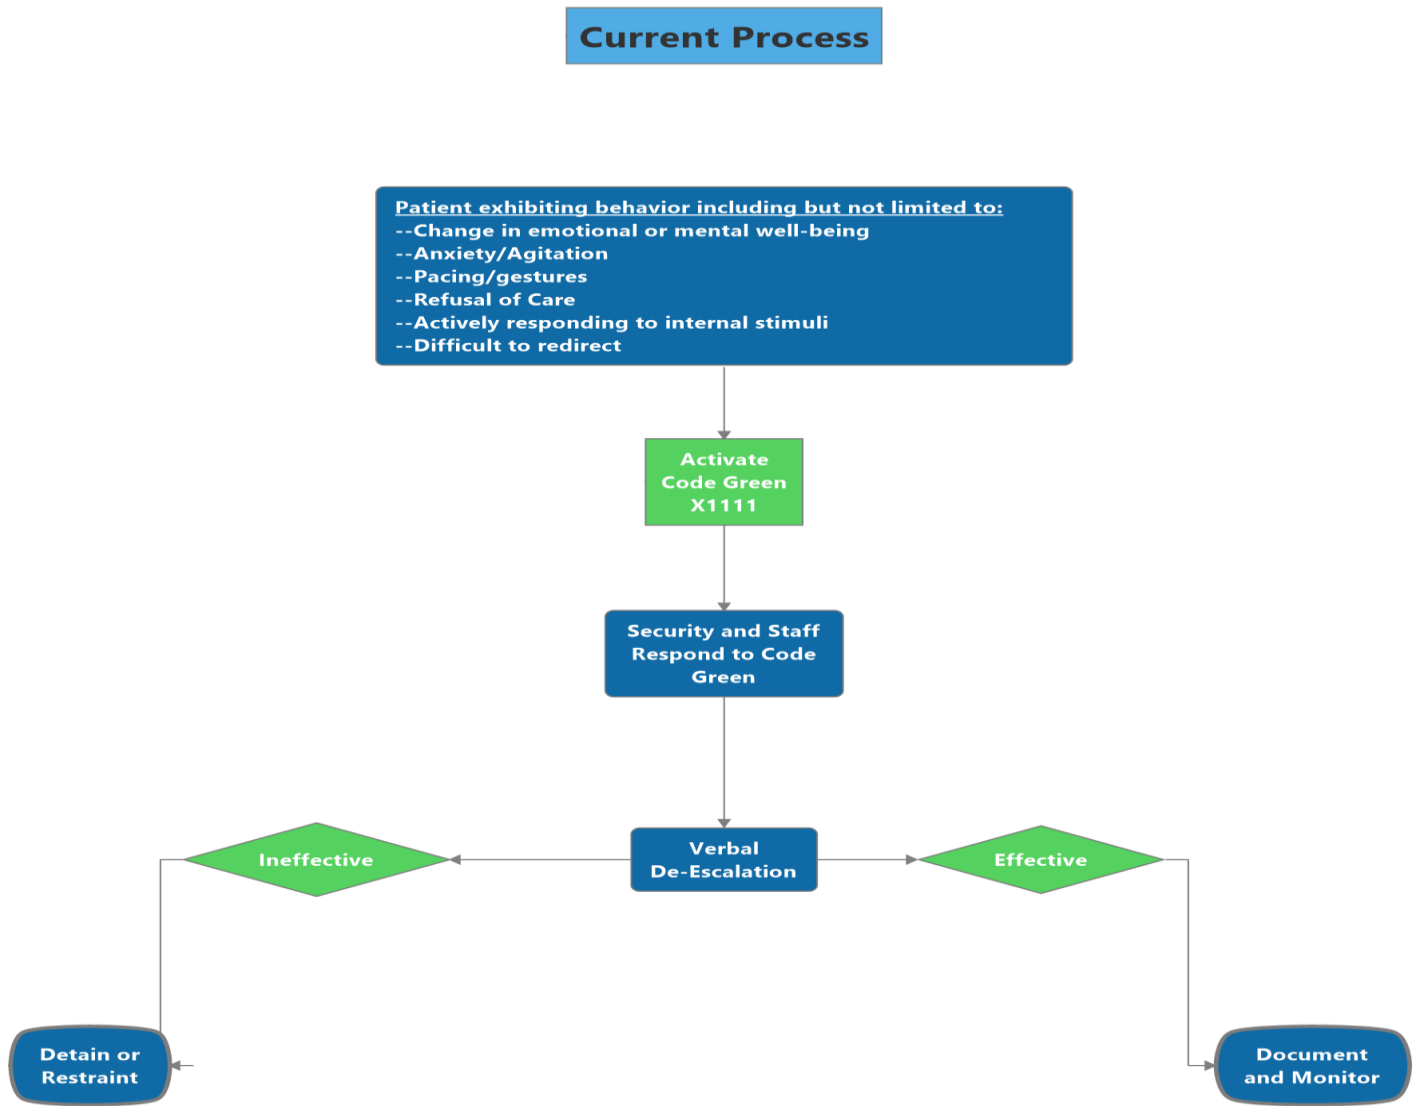 Current Process
Patient exhibiting behavior including but not limited to:
--Change in emotional or mental well-being
--Anxiety/Agitation
--Pacing/gestures
--Refusal of Care
--Actively responding to internal stimuli
--Difficult to redirect
Activate
Code Green
X1111
Security and Staff
Respond to Code
Green
Ineffective
Verbal
De-Escalation
Effective
Detain or
Restraint
Document
and Monitor